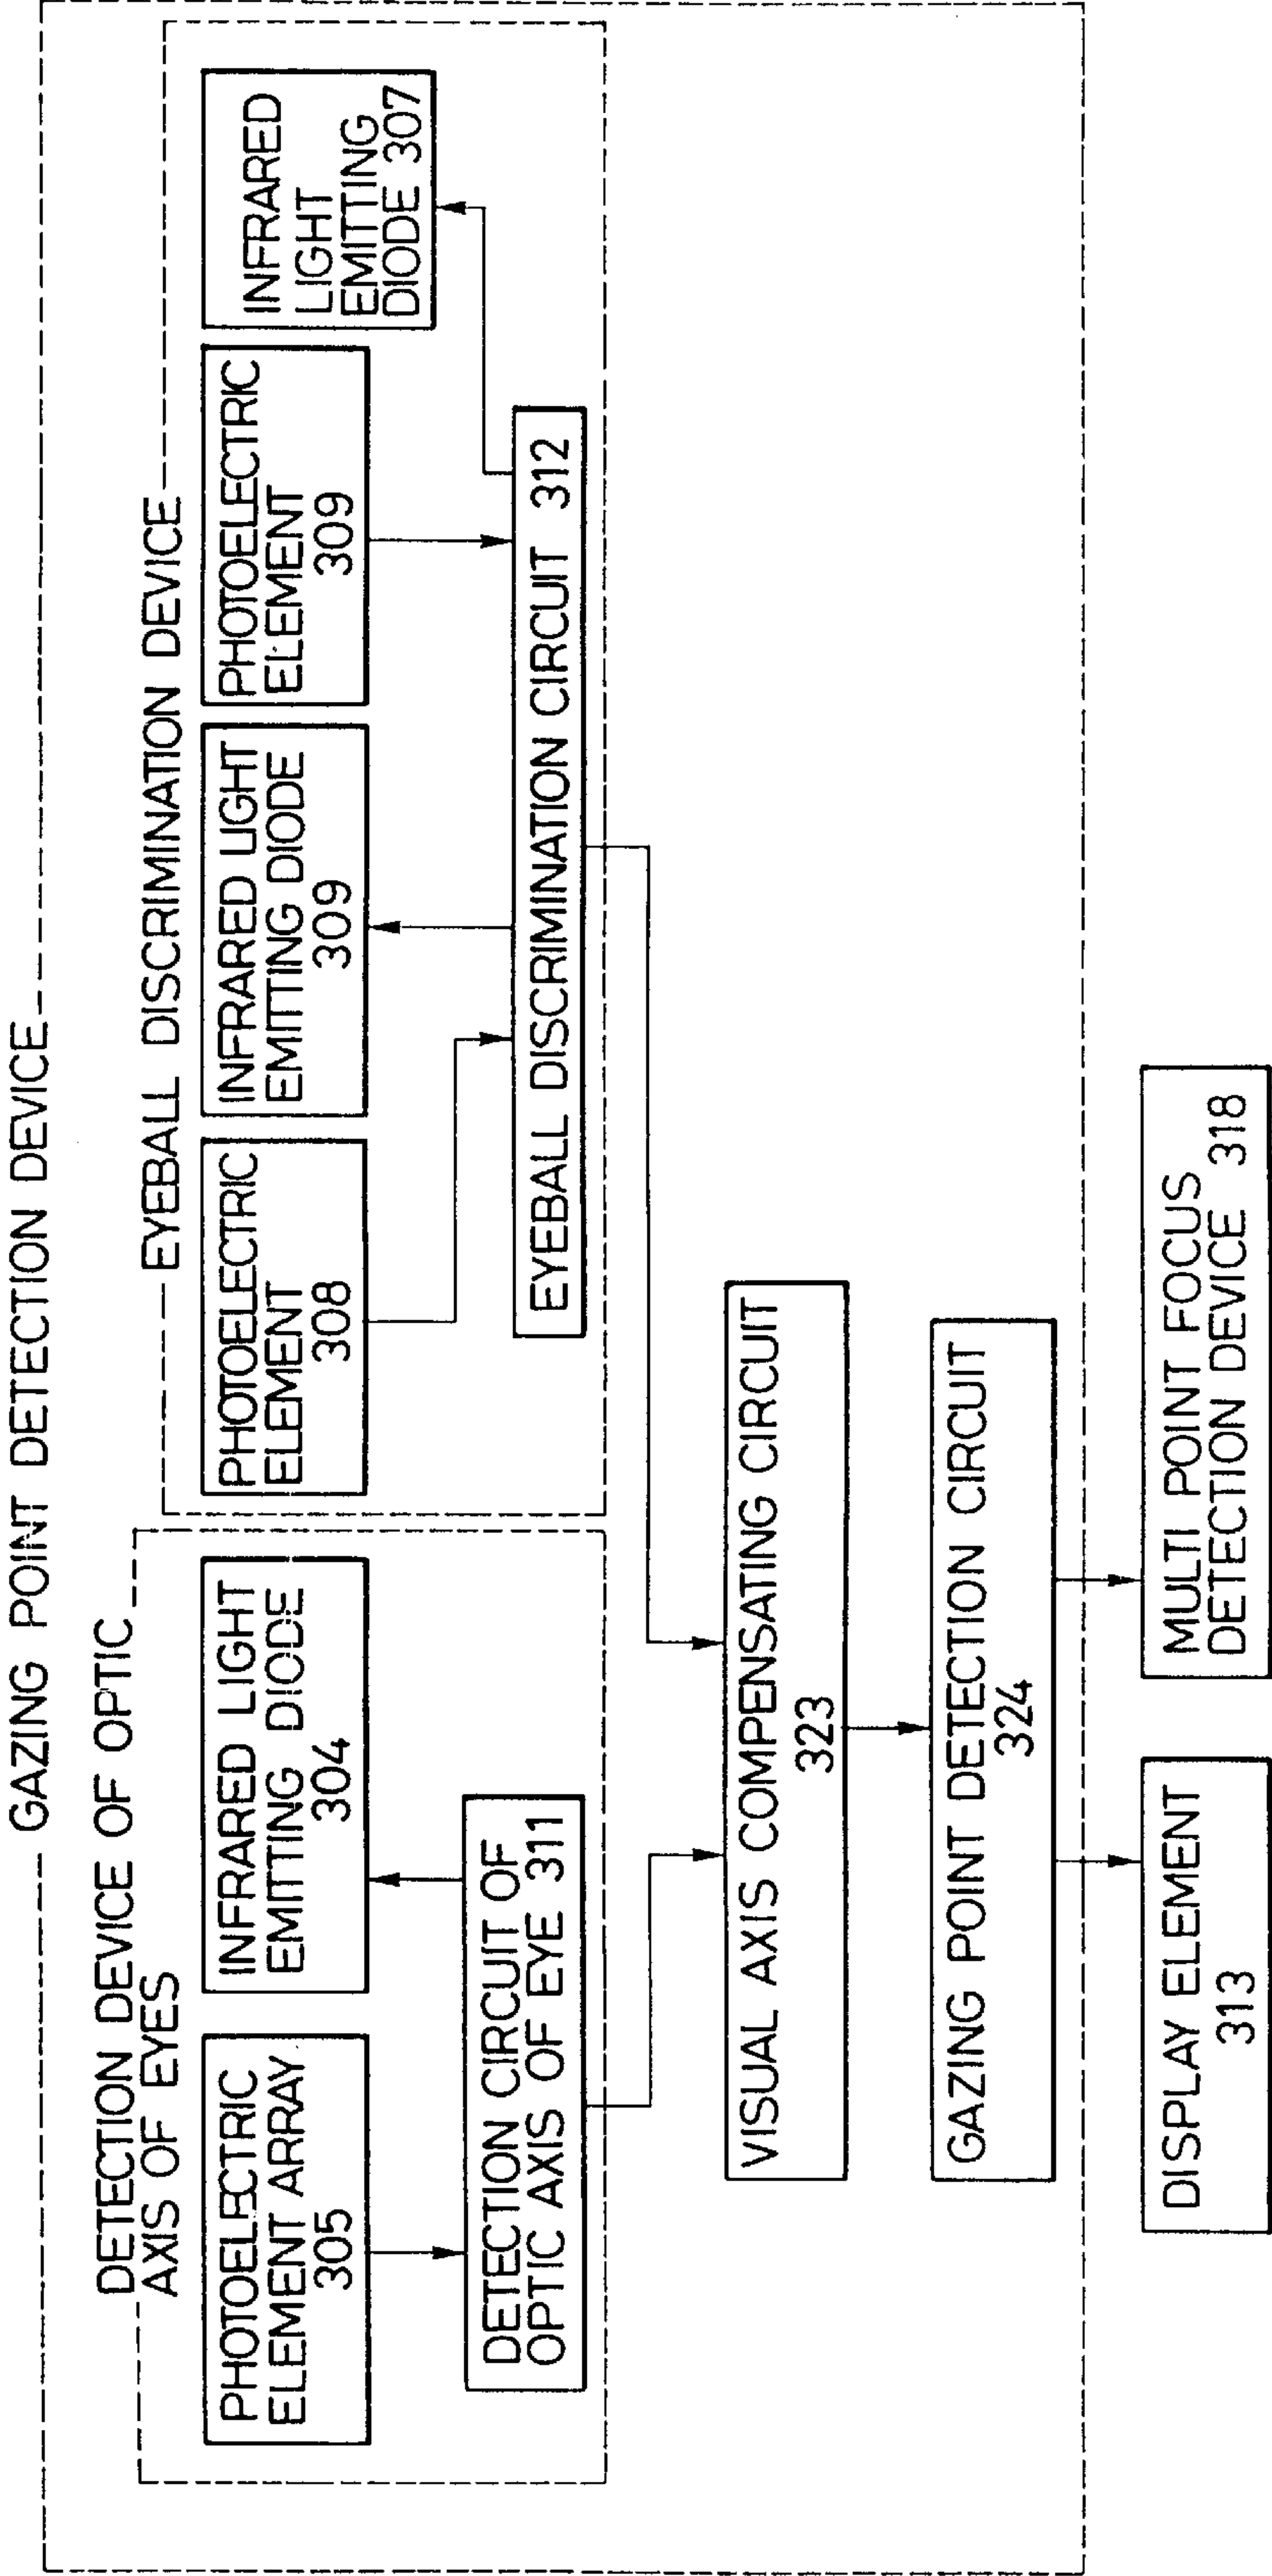 GAZING POINT DETECTION DEVICE
DETECTION DEVICE OF OPTIC
AXIS OF EYES
EYEBALL DISCRIMINATION DEVICE
PHOTOELECTRIC
ELEMENT ARRAY
305
INFRARED LIGHT
EMITTING DIODE
304
PHOTOELECTRIC
ELEMENT
308
INFRARED LIGHT
EMITTING DIODE
309
PHOTOELECTRIC
ELEMENT
309
INFRARED
LIGHT
EMITTING
DIODE 307
DETECTION CIRCUIT OF
OPTIC AXIS OF EYE 311
EYEBALL DISCRIMINATION CIRCUIT 312
VISUAL AXIS COMPENSATING CIRCUIT
323
GAZING POINT DETECTION CIRCUIT
324
DISPLAY ELEMENT
313
MULTI POINT FOCUS
DETECTION DEVICE 318